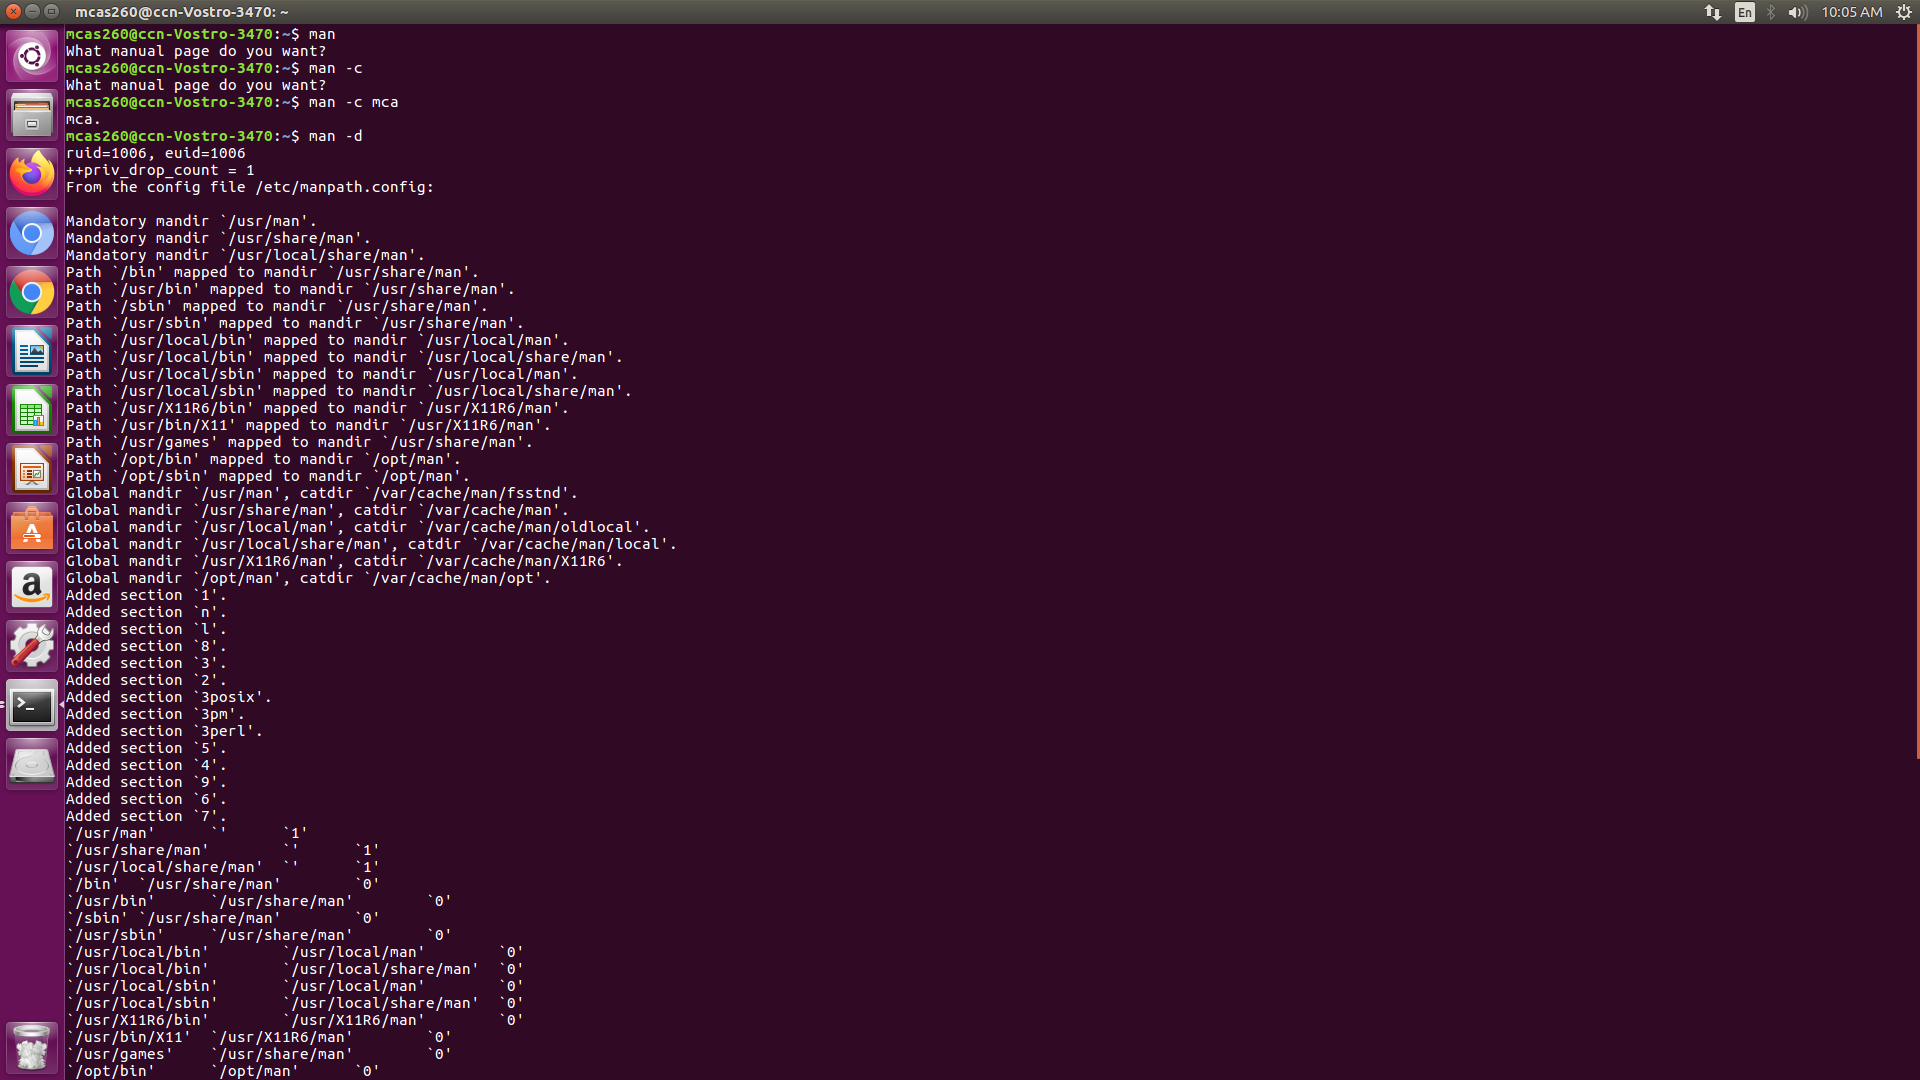 mcas260@ccn-Vostro-3470: ~
En
10:05 AM
mcas260@ccn-Vostro-3470:~$ man
What manual page do you want?
mcas260@ccn-Vostro-3470:~$ man -c
What manual page do you want?
mcas260@ccn-Vostro-3470:~$ man -c mca
mca.
mcas260@ccn-Vostro-3470:~$ man -d
ruid=1006, euid=1006
++priv_drop_count = 1
From the config file /etc/manpath.config:

Mandatory mandir `/usr/man'.
Mandatory mandir `/usr/share/man'.
Mandatory mandir `/usr/local/share/man'.
Path `/bin' mapped to mandir `/usr/share/man'.
Path `/usr/bin' mapped to mandir `/usr/share/man'.
Path `/sbin' mapped to mandir `/usr/share/man'.
Path `/usr/sbin' mapped to mandir `/usr/share/man'.
Path `/usr/local/bin' mapped to mandir `/usr/local/man'.
Path `/usr/local/bin' mapped to mandir `/usr/local/share/man'.
Path `/usr/local/sbin' mapped to mandir `/usr/local/man'.
Path `/usr/local/sbin' mapped to mandir `/usr/local/share/man'.
Path `/usr/X11R6/bin' mapped to mandir `/usr/X11R6/man'.
Path `/usr/bin/X11' mapped to mandir `/usr/X11R6/man'.
Path `/usr/games' mapped to mandir `/usr/share/man'.
Path `/opt/bin' mapped to mandir `/opt/man'.
Path `/opt/sbin' mapped to mandir `/opt/man'.
Global mandir `/usr/man', catdir `/var/cache/man/fsstnd'.
Global mandir `/usr/share/man', catdir `/var/cache/man'.
Global mandir `/usr/local/man', catdir `/var/cache/man/oldlocal'.
Global mandir `/usr/local/share/man', catdir `/var/cache/man/local'.
Global mandir `/usr/X11R6/man', catdir `/var/cache/man/X11R6'.
Global mandir `/opt/man', catdir `/var/cache/man/opt'.
Added section `1'.
Added section `n'.
Added section `l'.
Added section `8'.
Added section `3'.
Added section `2'.
Added section `3posix'.
Added section `3pm'.
Added section `3perl'.
Added section `5'.
Added section `4'.
Added section `9'.
Added section `6'.
Added section `7'.
`/usr/man'      `'      `1'
`/usr/share/man'        `'      `1'
`/usr/local/share/man'  `'      `1'
`/bin'  `/usr/share/man'        `0'
`/usr/bin'      `/usr/share/man'        `0'
`/sbin' `/usr/share/man'        `0'
`/usr/sbin'     `/usr/share/man'        `0'
`/usr/local/bin'        `/usr/local/man'        `0'
`/usr/local/bin'        `/usr/local/share/man'  `0'
`/usr/local/sbin'       `/usr/local/man'        `0'
`/usr/local/sbin'       `/usr/local/share/man'  `0'
`/usr/X11R6/bin'        `/usr/X11R6/man'        `0'
`/usr/bin/X11'  `/usr/X11R6/man'        `0'
`/usr/games'    `/usr/share/man'        `0'
`/opt/bin'      `/opt/man'      `0'